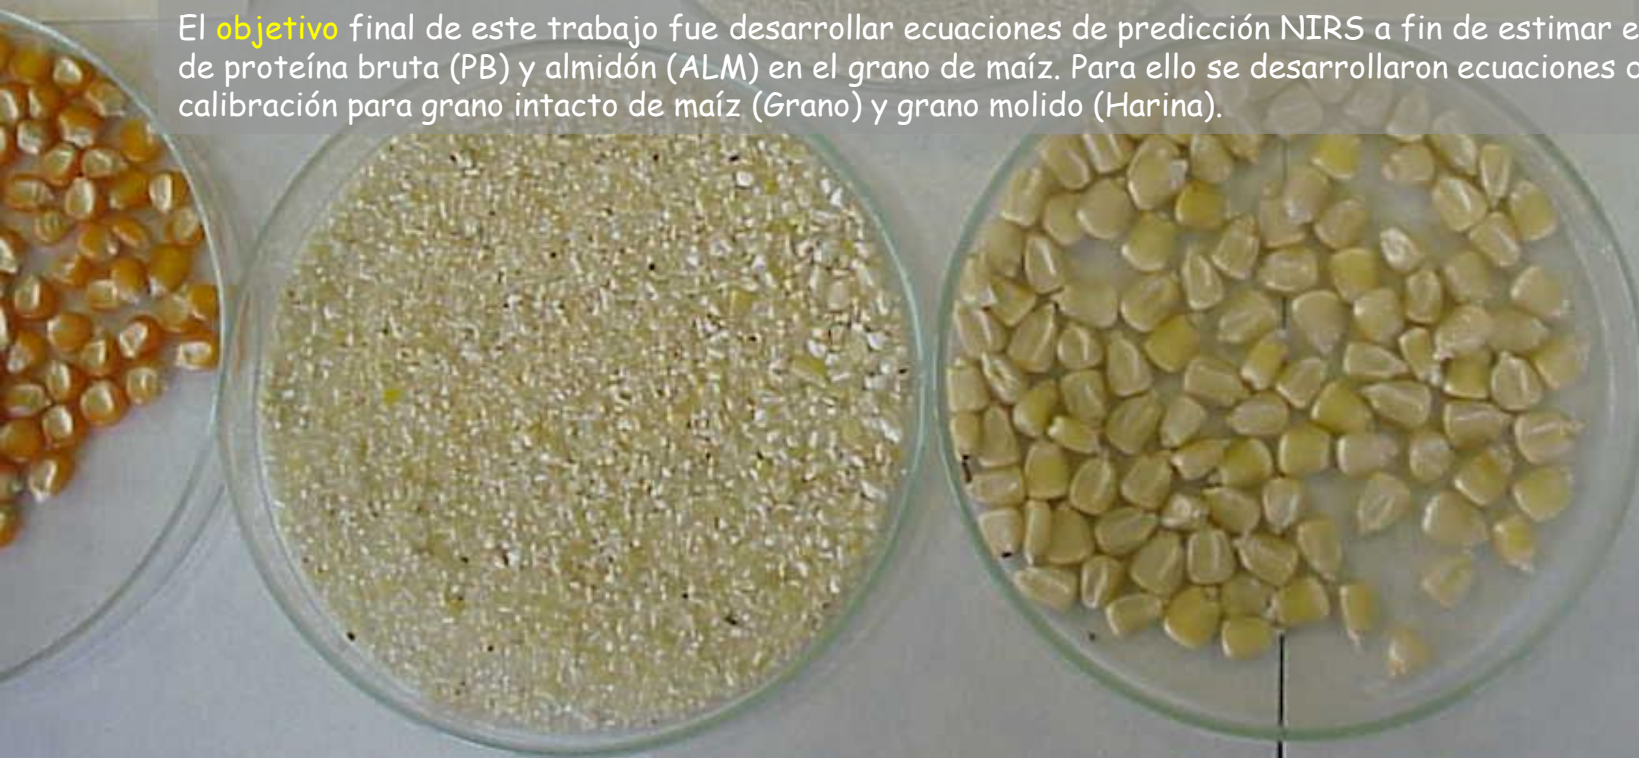 El objetivo final de este trabajo fue desarrollar ecuaciones de predicción NIRS a fin de estimar
de proteína bruta (PB) y almidón (ALM) en el grano de maíz. Para ello se desarrollaron ecuaciones
calibración para grano intacto de maíz (Grano) y grano molido (Harina).